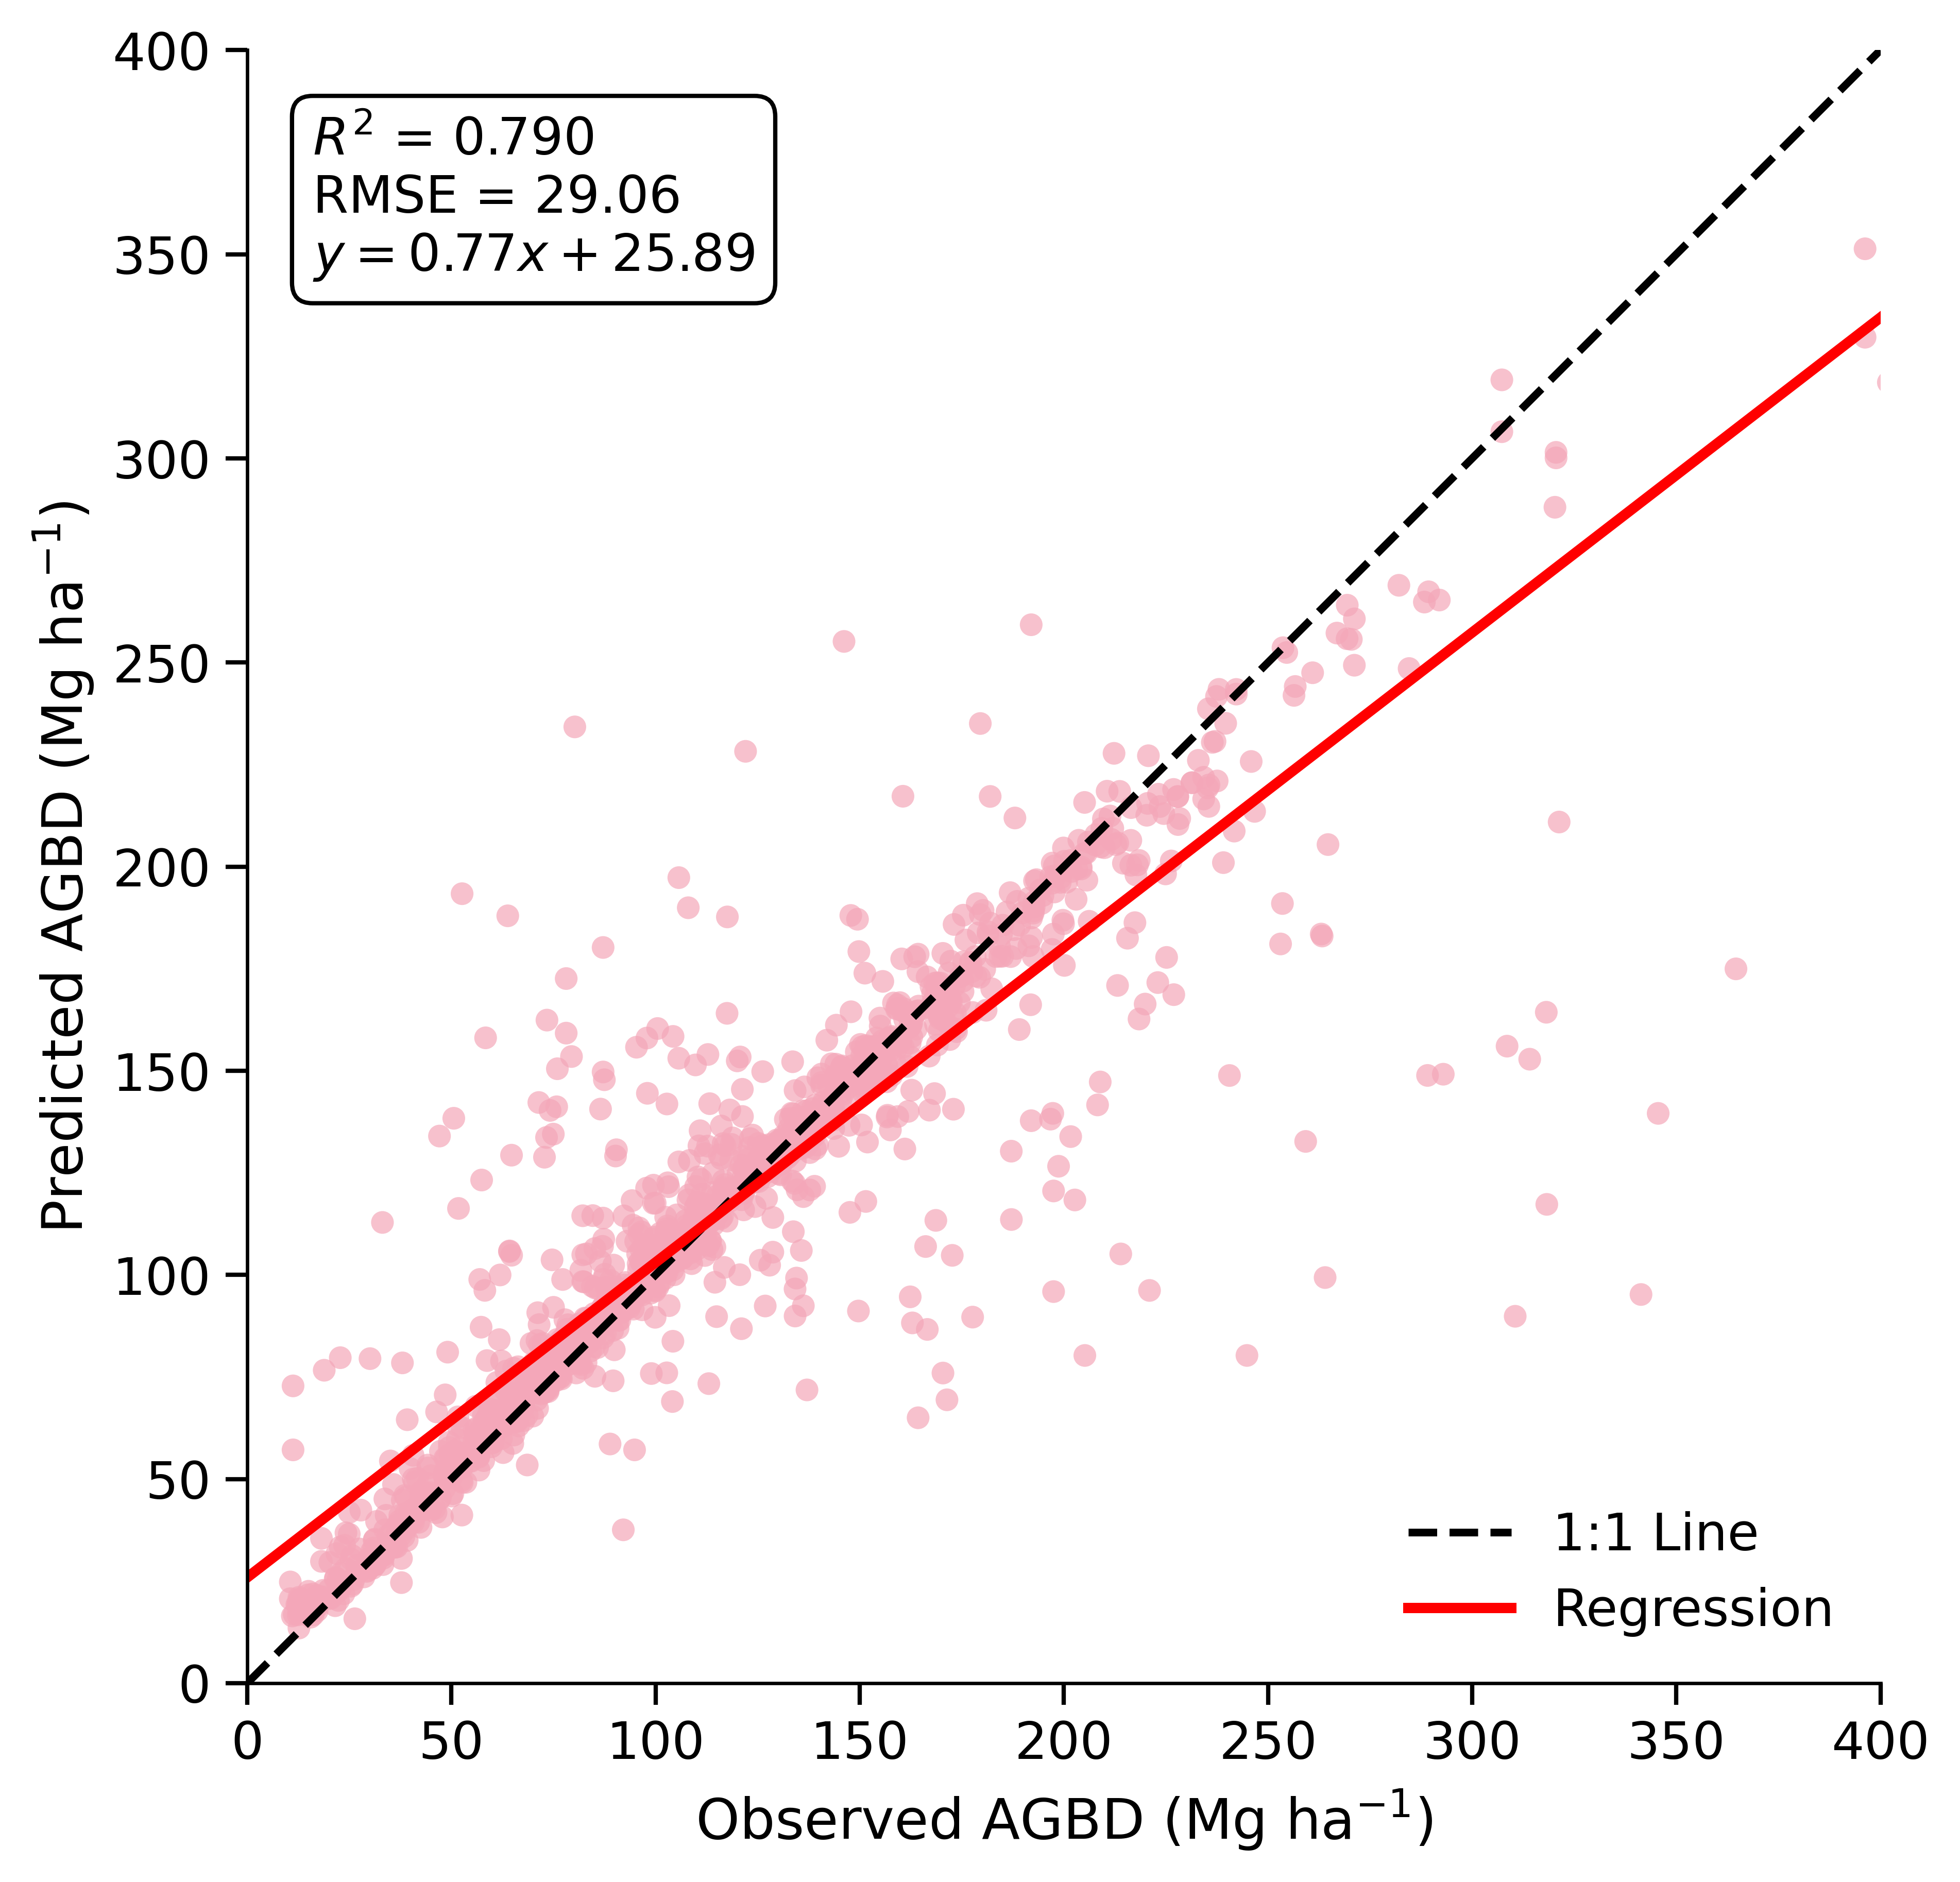 400
350
300
250
200
150
100
50
0
Predicted AGBD (Mg ha⁻¹)
R² = 0.790
RMSE = 29.06
y = 0.77x + 25.89
1:1 Line
Regression
0 50 100 150 200 250 300 350 400
Observed AGBD (Mg ha⁻¹)